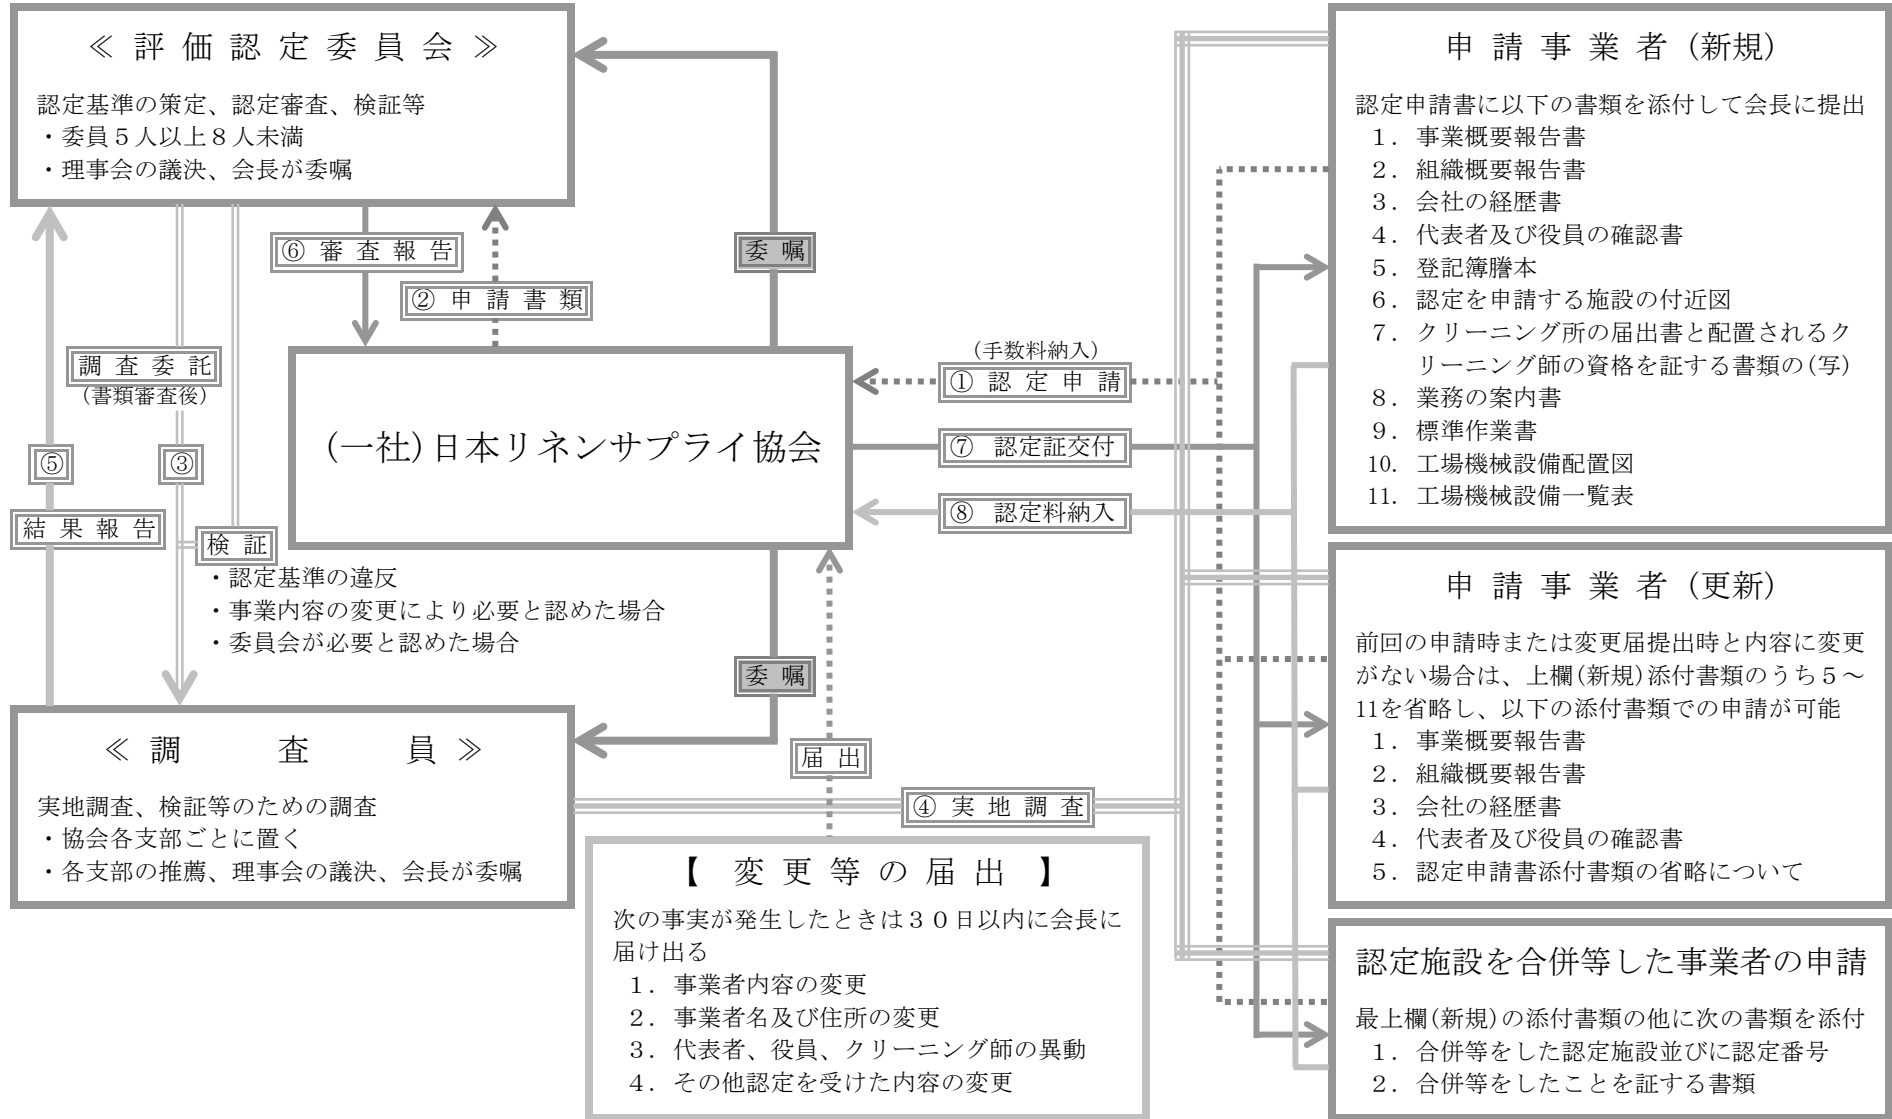 ≪ 評 価 認 定 委 員 会 ≫
認定基準の策定、認定審査、検証等
・委員５人以上８人未満
・理事会の議決、会長が委嘱
⑥ 審 査 報 告
② 申 請 書 類
委 嘱
調 査 委 託
(書類審査後)
⑤
③
結 果 報 告
検 証
・認定基準の違反
・事業内容の変更により必要と認めた場合
・委員会が必要と認めた場合
(一社)日本リネンサプライ協会
(手数料納入)
① 認 定 申 請
⑦ 認定証交付
⑧ 認定料納入
委 嘱
届 出
④ 実 地 調 査
≪ 調 査 員 ≫
実地調査、検証等のための調査
・協会各支部ごとに置く
・各支部の推薦、理事会の議決、会長が委嘱
【 変 更 等 の 届 出 】
次の事実が発生したときは３０日以内に会長に
届け出る
１．事業者内容の変更
２．事業者名及び住所の変更
３．代表者、役員、クリーニング師の異動
４．その他認定を受けた内容の変更
申 請 事 業 者 (新規)
認定申請書に以下の書類を添付して会長に提出
１．事業概要報告書
２．組織概要報告書
３．会社の経歴書
４．代表者及び役員の確認書
５．登記簿謄本
６．認定を申請する施設の付近図
７．クリーニング所の届出書と配置されるク
リーニング師の資格を証する書類の(写)
８．業務の案内書
９．標準作業書
10．工場機械設備配置図
11．工場機械設備一覧表
申 請 事 業 者 (更新)
前回の申請時または変更届提出時と内容に変更
がない場合は、上欄(新規)添付書類のうち５～
11を省略し、以下の添付書類での申請が可能
１．事業概要報告書
２．組織概要報告書
３．会社の経歴書
４．代表者及び役員の確認書
５．認定申請書添付書類の省略について
認定施設を合併等した事業者の申請
最上欄(新規)の添付書類の他に次の書類を添付
１．合併等をした認定施設並びに認定番号
２．合併等をしたことを証する書類